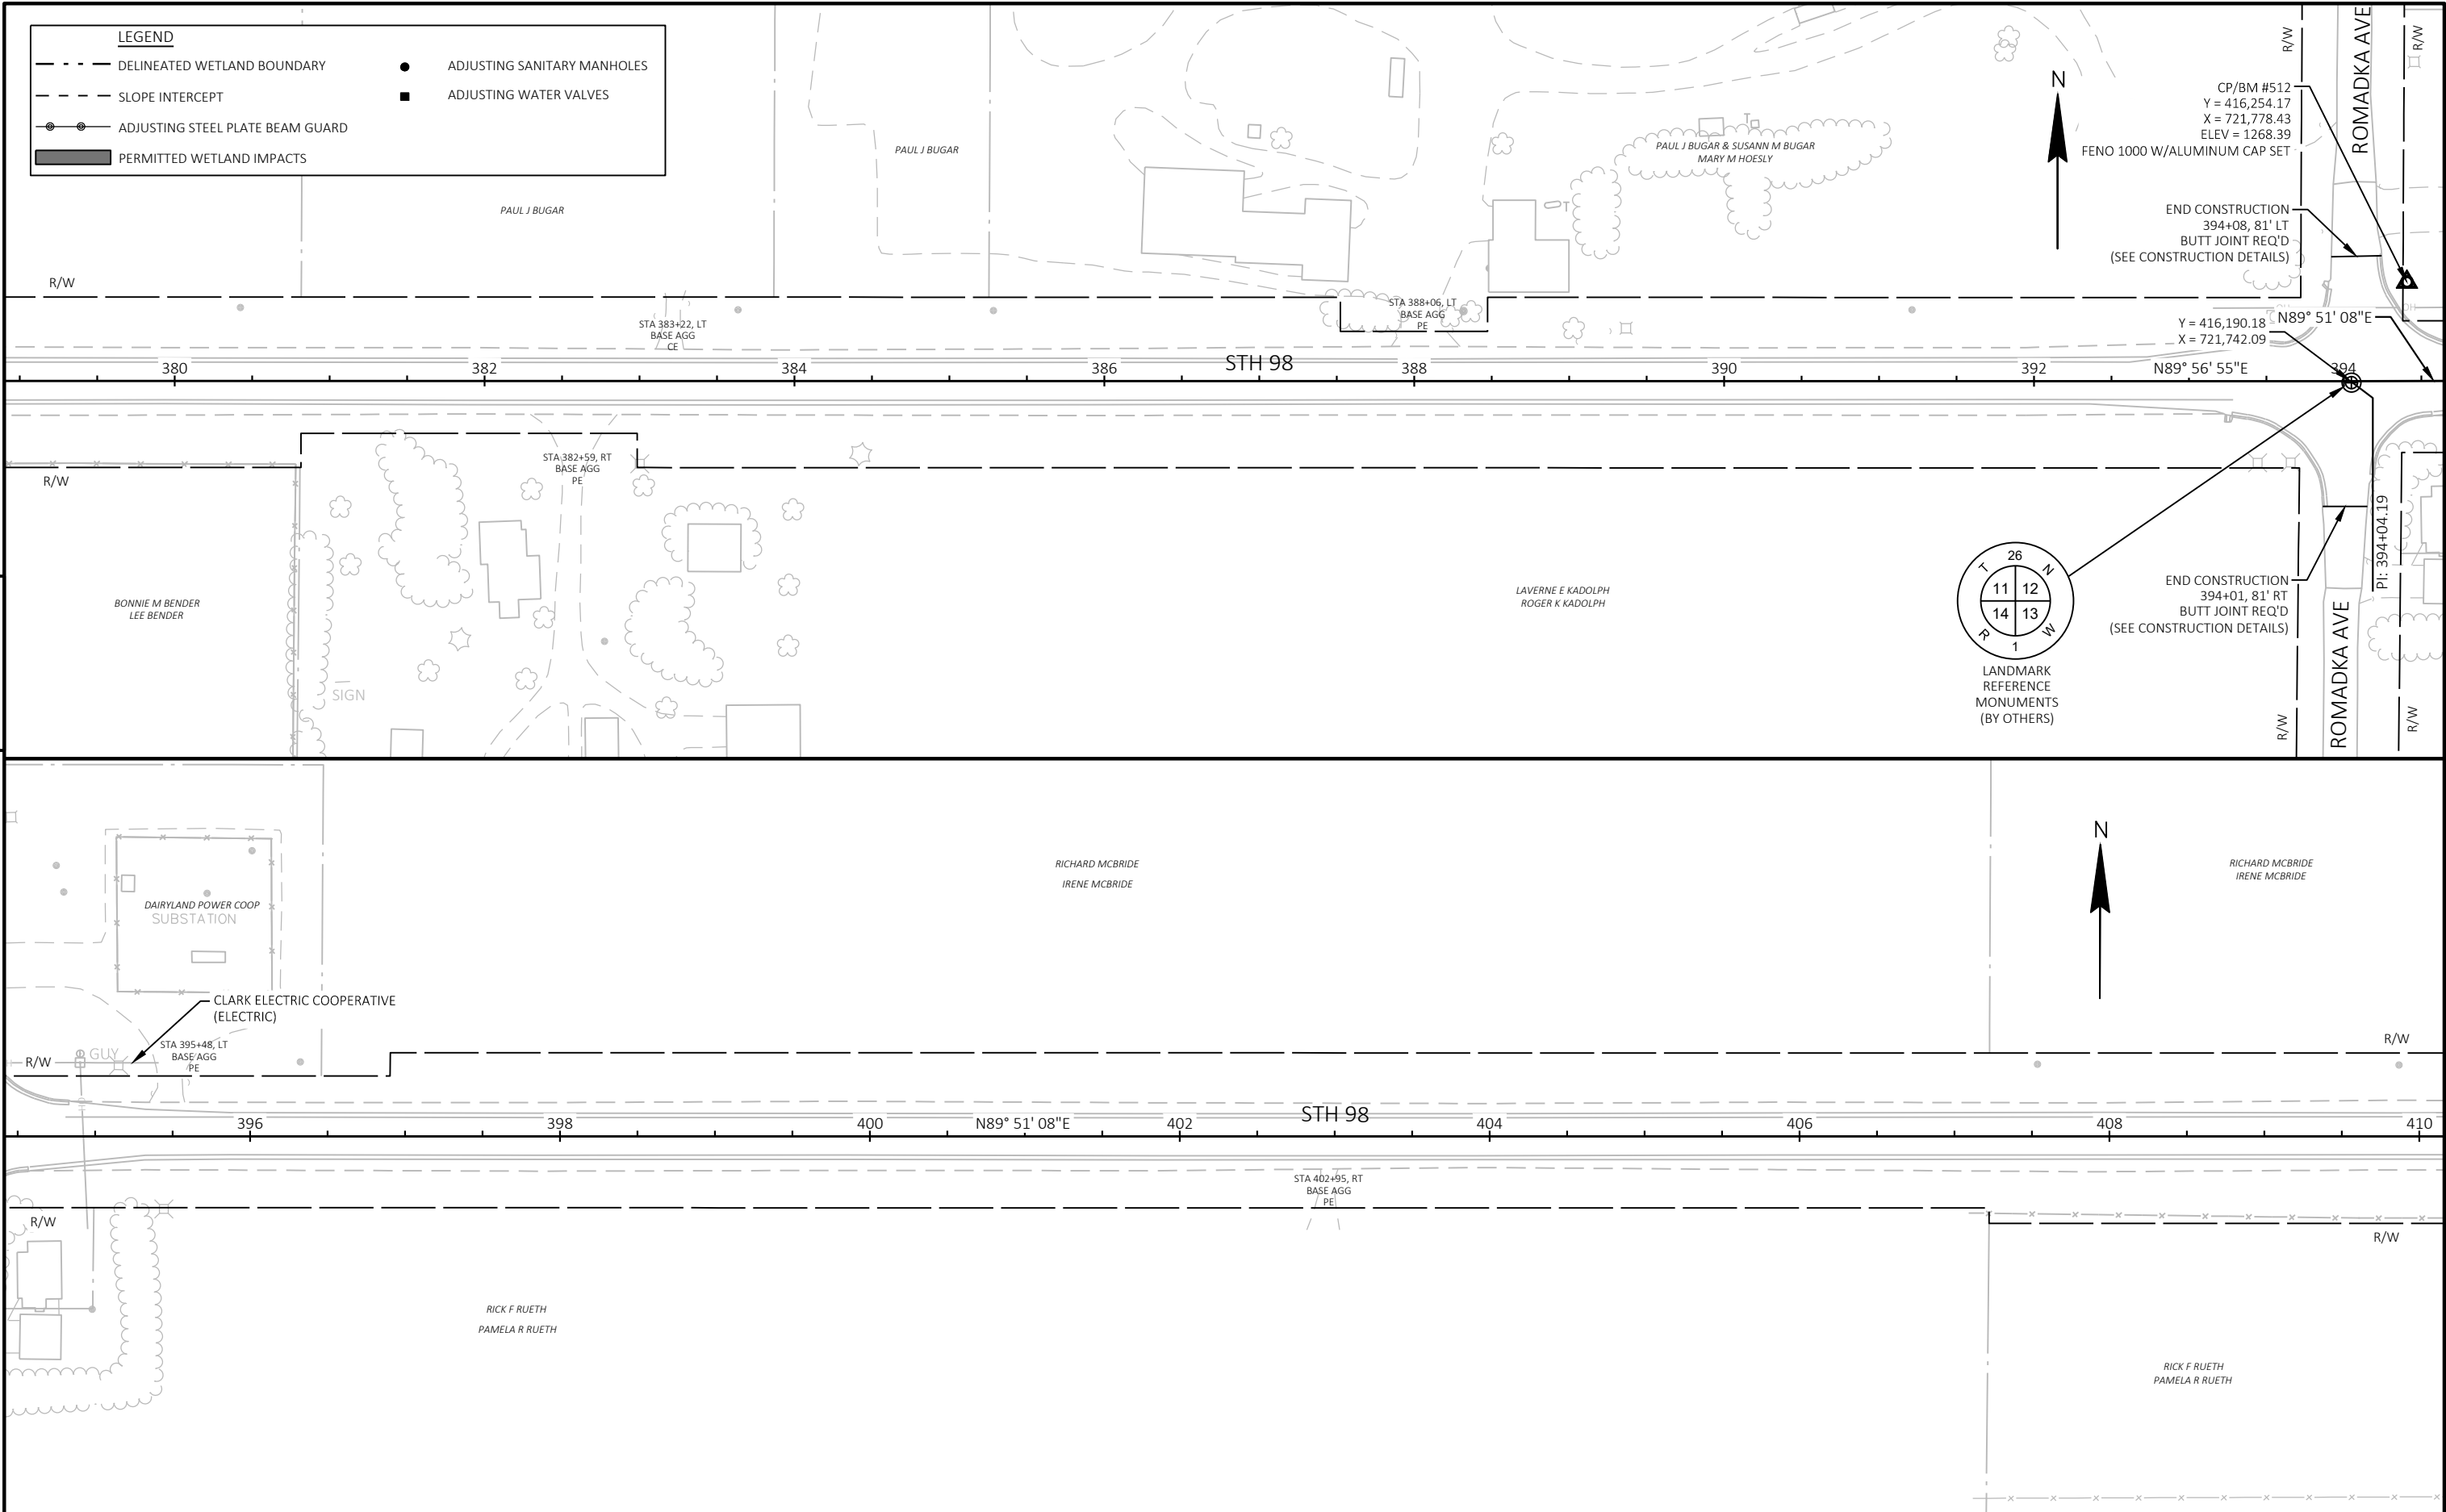 LEGEND
DELINEATED WETLAND BOUNDARY
SLOPE INTERCEPT
ADJUSTING STEEL PLATE BEAM GUARD
PERMITTED WETLAND IMPACTS
ADJUSTING SANITARY MANHOLES
ADJUSTING WATER VALVES
PAUL J BUGAR
PAUL J BUGAR
PAUL J BUGAR & SUSANN M BUGAR
MARY M HOESLY
T
T
N
R/W
ROMADKA AVE
R/W
CP/BM #512
Y = 416,254.17
X = 721,778.43
ELEV = 1268.39
FENO 1000 W/ALUMINUM CAP SET
END CONSTRUCTION
394+08, 81' LT
BUTT JOINT REQ'D
(SEE CONSTRUCTION DETAILS)
R/W
STA 383+22, LT
BASE AGG
CE
STA 388+06, LT
BASE AGG
PE
Y = 416,190.18
X = 721,742.09
N89° 51' 08"E
STH 98
380
382
384
386
388
390
392
N89° 56' 55"E
394
R/W
STA 382+59, RT
BASE AGG
PE
PI: 394+04.19
BONNIE M BENDER
LEE BENDER
SIGN
LAVERNE E KADOLPH
ROGER K KADOLPH
26
T
N
11
12
14
13
R
W
1
LANDMARK
REFERENCE
MONUMENTS
(BY OTHERS)
END CONSTRUCTION
394+01, 81' RT
BUTT JOINT REQ'D
(SEE CONSTRUCTION DETAILS)
R/W
ROMADKA AVE
R/W
DAIRYLAND POWER COOP
SUBSTATION
RICHARD MCBRIDE
IRENE MCBRIDE
N
RICHARD MCBRIDE
IRENE MCBRIDE
CLARK ELECTRIC COOPERATIVE
(ELECTRIC)
R/W
GUY
STA 395+48, LT
BASE AGG
PE
R/W
STH 98
396
398
400
N89° 51' 08"E
402
404
406
408
410
STA 402+95, RT
BASE AGG
PE
R/W
R/W
RICK F RUETH
PAMELA R RUETH
RICK F RUETH
PAMELA R RUETH